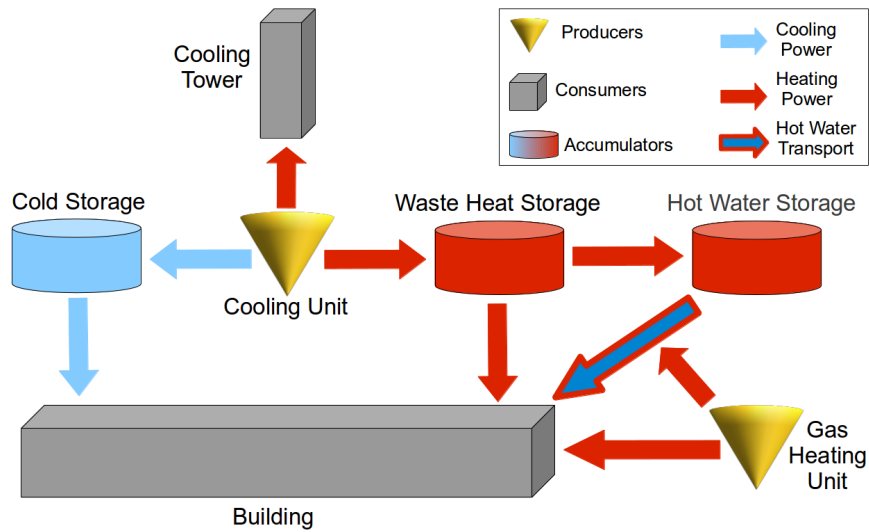 Cooling
Tower
Producers
Cooling
Power
Consumers
Heating
Power
Accumulators
Hot Water
Transport
Cold Storage
Waste Heat Storage
Hot Water Storage
Cooling Unit
Gas
Heating
Unit
Building